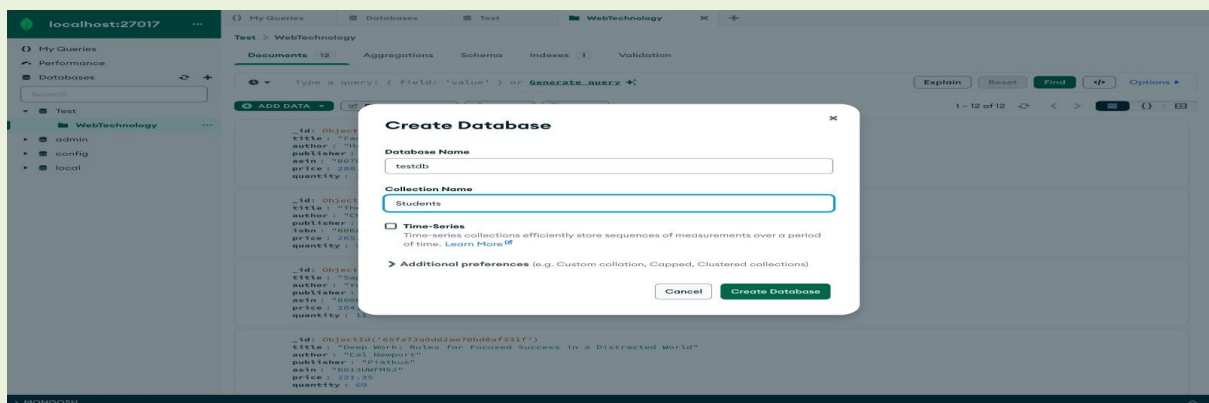 localhost:27017
My Queries
Performance
Databases
Search
Test
WebTechnology
admin
config
local
My Queries
Databases
Test
WebTechnology
Test > WebTechnology
Documents 12
Aggregations
Schema
Indexes 1
Validation
Type a query: { field: 'value' } or Generate query
Explain
Reset
Find
</>
Options
ADD DATA
1 – 12 of 12
_id: Object
title :
author :
publisher :
asin :
price :
quantity :
_id: Object
title : "Th
author : "C
publisher :
isbn :
price : 265
quantity :
_id: Object
title :
author :
publisher :
asin :
price : 264
quantity :
_id: ObjectId('65fa73a0dd2ae70bd8af331f')
title : "Deep Work: Rules for Focused Success in a Distracted World"
author : "Cal Newport"
publisher : "Piatkus"
asin : "B013UWFM52"
price : 221.35
quantity : 60
Create Database
Database Name
testdb
Collection Name
Students
Time-Series
Time-series collections efficiently store sequences of measurements over a period
of time. Learn More
Additional preferences (e.g. Custom collation, Capped, Clustered collections)
Cancel
Create Database
MONGOSH